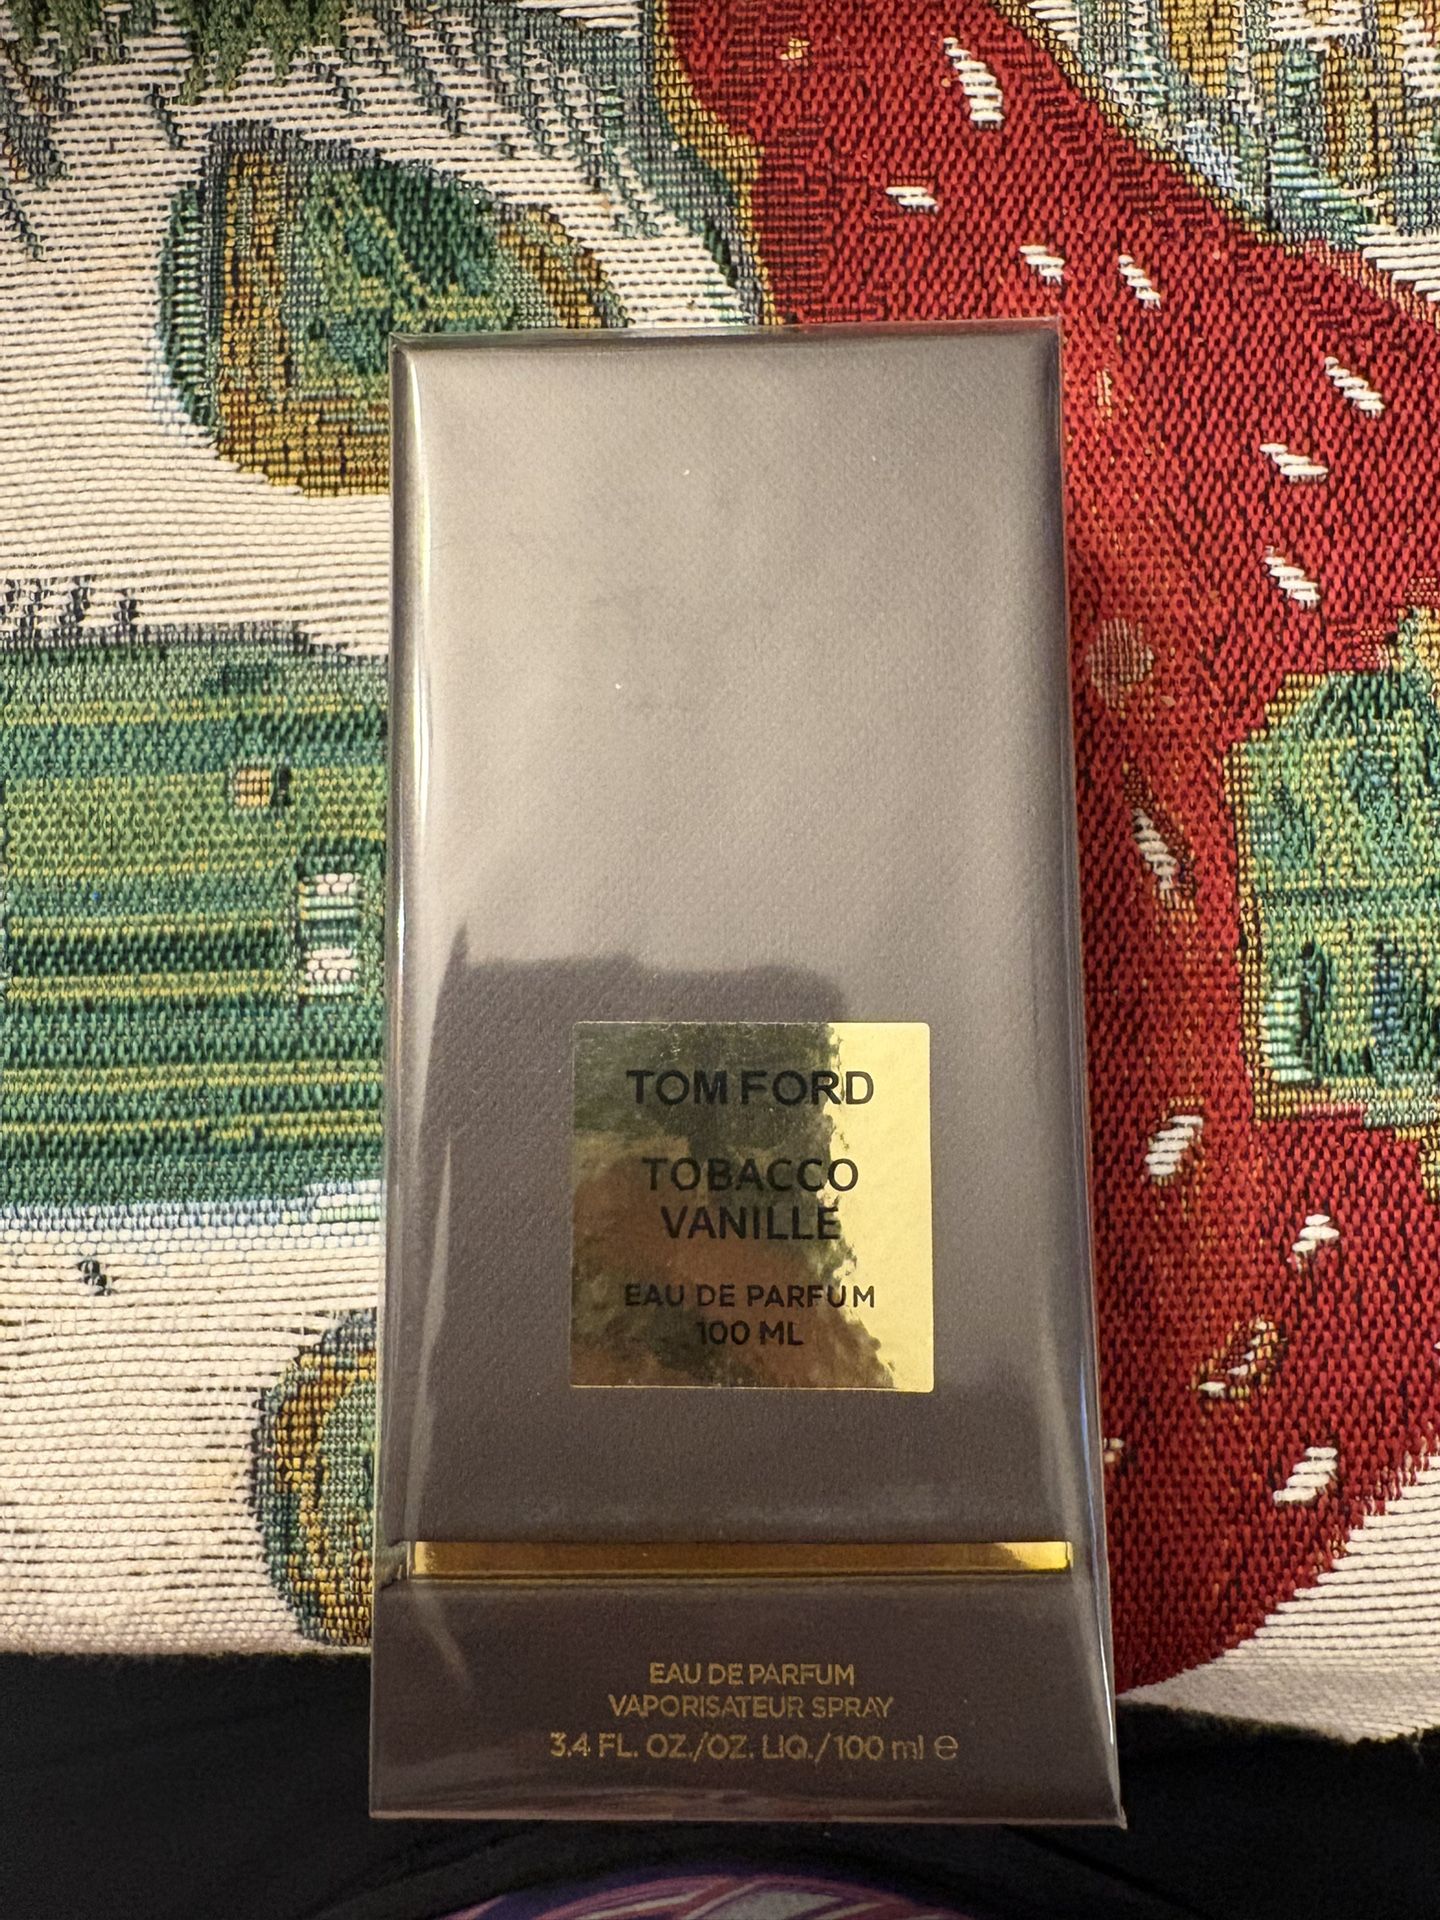 TOM FORD
TOBACCO
VANILLE
EAU DE PARFUM
100 ML
EAU DE PARFUM
VAPORISATEUR SPRAY
3.4 FL. OZ./OZ. LIQ./100 ml ℮